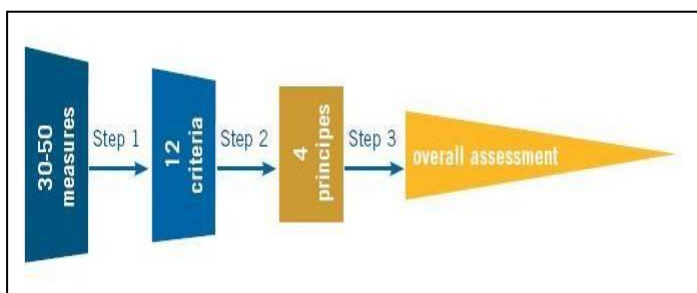 30-50
measures
Step 1
12
criteria
Step 2
4
principes
Step 3
overall assessment